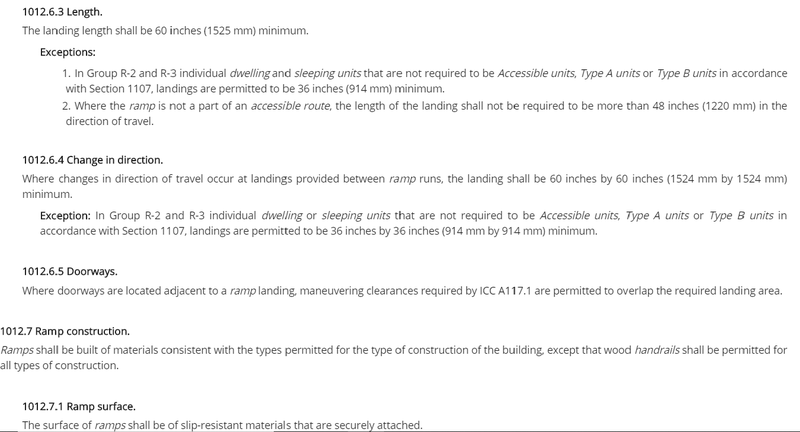 1012.6.3 Length.
The landing length shall be 60 inches (1525 mm) minimum.
Exceptions:
1. In Group R-2 and R-3 individual dwelling and sleeping units that are not required to be Accessible units, Type A units or Type B units in accordance
with Section 1107, landings are permitted to be 36 inches (914 mm) minimum.
2. Where the ramp is not a part of an accessible route, the length of the landing shall not be required to be more than 48 inches (1220 mm) in the
direction of travel.
1012.6.4 Change in direction.
Where changes in direction of travel occur at landings provided between ramp runs, the landing shall be 60 inches by 60 inches (1524 mm by 1524 mm)
minimum.
Exception: In Group R-2 and R-3 individual dwelling or sleeping units that are not required to be Accessible units, Type A units or Type B units in
accordance with Section 1107, landings are permitted to be 36 inches by 36 inches (914 mm by 914 mm) minimum.
1012.6.5 Doorways.
Where doorways are located adjacent to a ramp landing, maneuvering clearances required by ICC A117.1 are permitted to overlap the required landing area.
1012.7 Ramp construction.
Ramps shall be built of materials consistent with the types permitted for the type of construction of the building, except that wood handrails shall be permitted for
all types of construction.
1012.7.1 Ramp surface.
The surface of ramps shall be of slip-resistant materials that are securely attached.